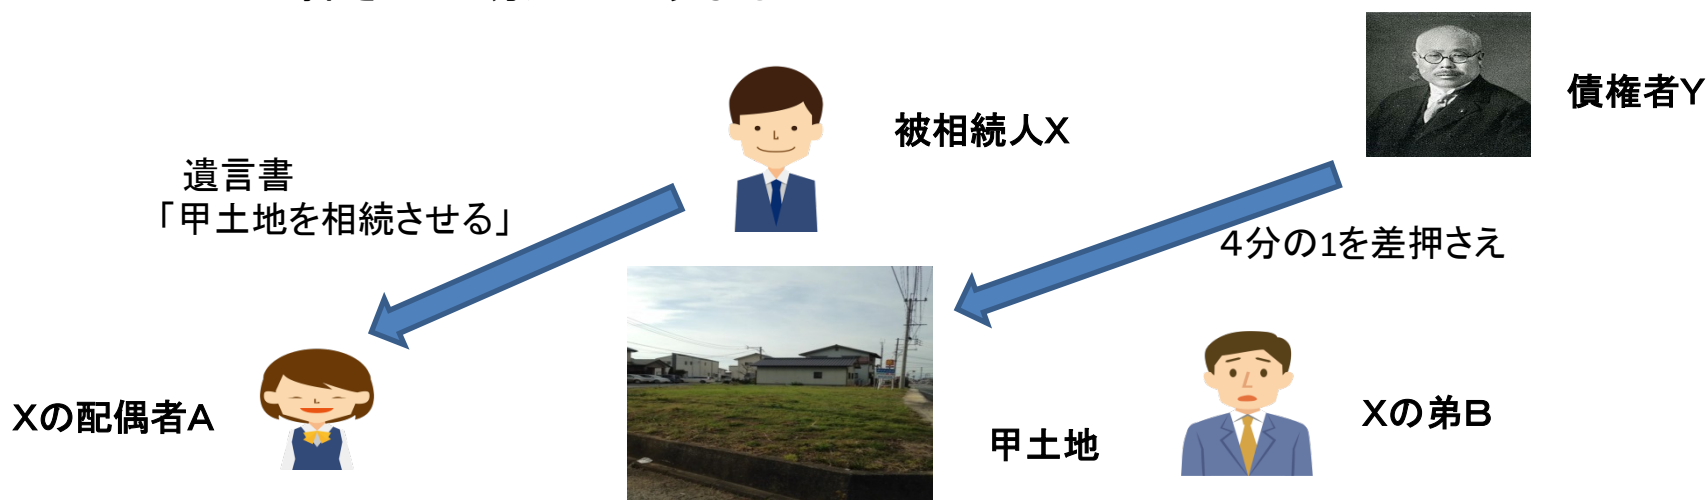 債権者Y
被相続人X
遺言書
「甲土地を相続させる」
４分の1を差押さえ
Xの配偶者A
甲土地
Xの弟B